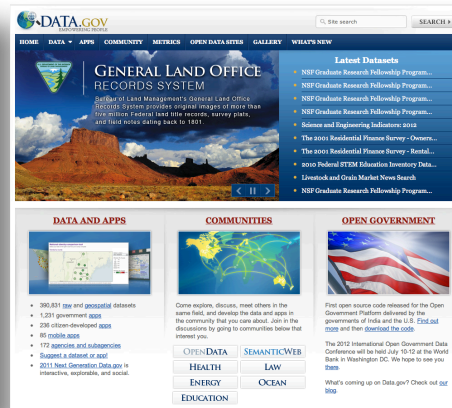 DATA.GOV
EMPOWERING PEOPLE
Site search
SEARCH
HOME DATA APPS COMMUNITY METRICS OPEN DATA SITES GALLERY WHAT'S NEW
GENERAL LAND OFFICE
RECORDS SYSTEM
Bureau of Land Management's General Land Office
Records System provides original images of more than
five million Federal land title records, survey plats,
and field notes dating back to 1801.
Latest Datasets
NSF Graduate Research Fellowship Program...
NSF Graduate Research Fellowship Program...
NSF Graduate Research Fellowship Program...
NSF Graduate Research Fellowship Program...
Science and Engineering Indicators: 2012
The 2001 Residential Finance Survey - Owners...
The 2001 Residential Finance Survey - Rental...
2010 Federal STEM Education Inventory Data...
Livestock and Grain Market News Search
NSF Graduate Research Fellowship Program...
DATA AND APPS
390,831 raw and geospatial datasets
1,231 government apps
236 citizen-developed apps
85 mobile apps
172 agencies and subagencies
Suggest a dataset or app!
2011 Next Generation Data.gov is
interactive, explorable, and social.
COMMUNITIES
Come explore, discuss, meet others in the
same field, and develop the data and apps in
the community that you care about. Join in the
discussions by going to communities below that
interest you.
OPENDATA SEMANTICWEB
HEALTH LAW
ENERGY OCEAN
EDUCATION
OPEN GOVERNMENT
First open source code released for the Open
Government Platform delivered by the
governments of India and the U.S. Find out
more and then download the code.
The 2012 International Open Government Data
Conference will be held July 10-12 at the World
Bank in Washington DC. We hope to see you
there.
What's coming up on Data.gov? Check out our
blog.